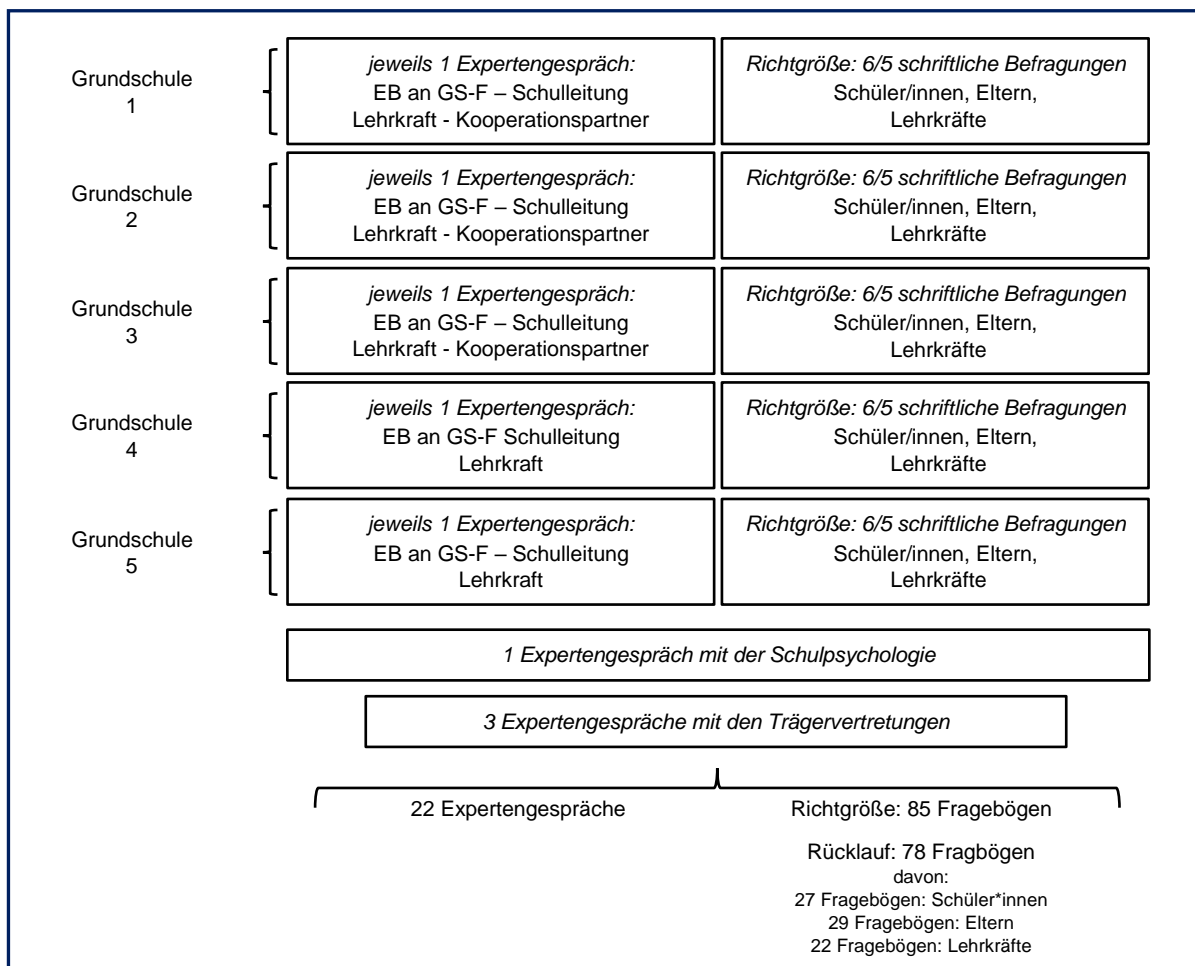 Grundschule
1
jeweils 1 Expertengespräch:
EB an GS-F – Schulleitung
Lehrkraft - Kooperationspartner
Richtgröße: 6/5 schriftliche Befragungen
Schüler/innen, Eltern,
Lehrkräfte
Grundschule
2
jeweils 1 Expertengespräch:
EB an GS-F – Schulleitung
Lehrkraft - Kooperationspartner
Richtgröße: 6/5 schriftliche Befragungen
Schüler/innen, Eltern,
Lehrkräfte
Grundschule
3
jeweils 1 Expertengespräch:
EB an GS-F – Schulleitung
Lehrkraft - Kooperationspartner
Richtgröße: 6/5 schriftliche Befragungen
Schüler/innen, Eltern,
Lehrkräfte
Grundschule
4
jeweils 1 Expertengespräch:
EB an GS-F Schulleitung
Lehrkraft
Richtgröße: 6/5 schriftliche Befragungen
Schüler/innen, Eltern,
Lehrkräfte
Grundschule
5
jeweils 1 Expertengespräch:
EB an GS-F – Schulleitung
Lehrkraft
Richtgröße: 6/5 schriftliche Befragungen
Schüler/innen, Eltern,
Lehrkräfte
1 Expertengespräch mit der Schulpsychologie
3 Expertengespräche mit den Trägervertretungen
22 Expertengespräche
Richtgröße: 85 Fragebögen
Rücklauf: 78 Fragbögen
davon:
27 Fragebögen: Schüler*innen
29 Fragebögen: Eltern
22 Fragebögen: Lehrkräfte